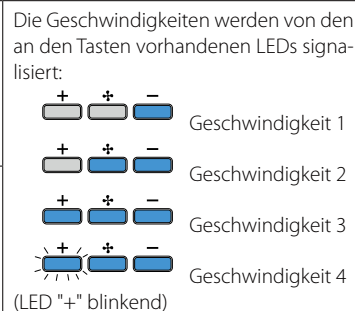 Die Geschwindigkeiten werden von den
an den Tasten vorhandenen LEDs signa-
lisiert:
+ –
Geschwindigkeit 1
+ –
Geschwindigkeit 2
+ –
Geschwindigkeit 3
+ –
Geschwindigkeit 4
(LED "+" blinkend)